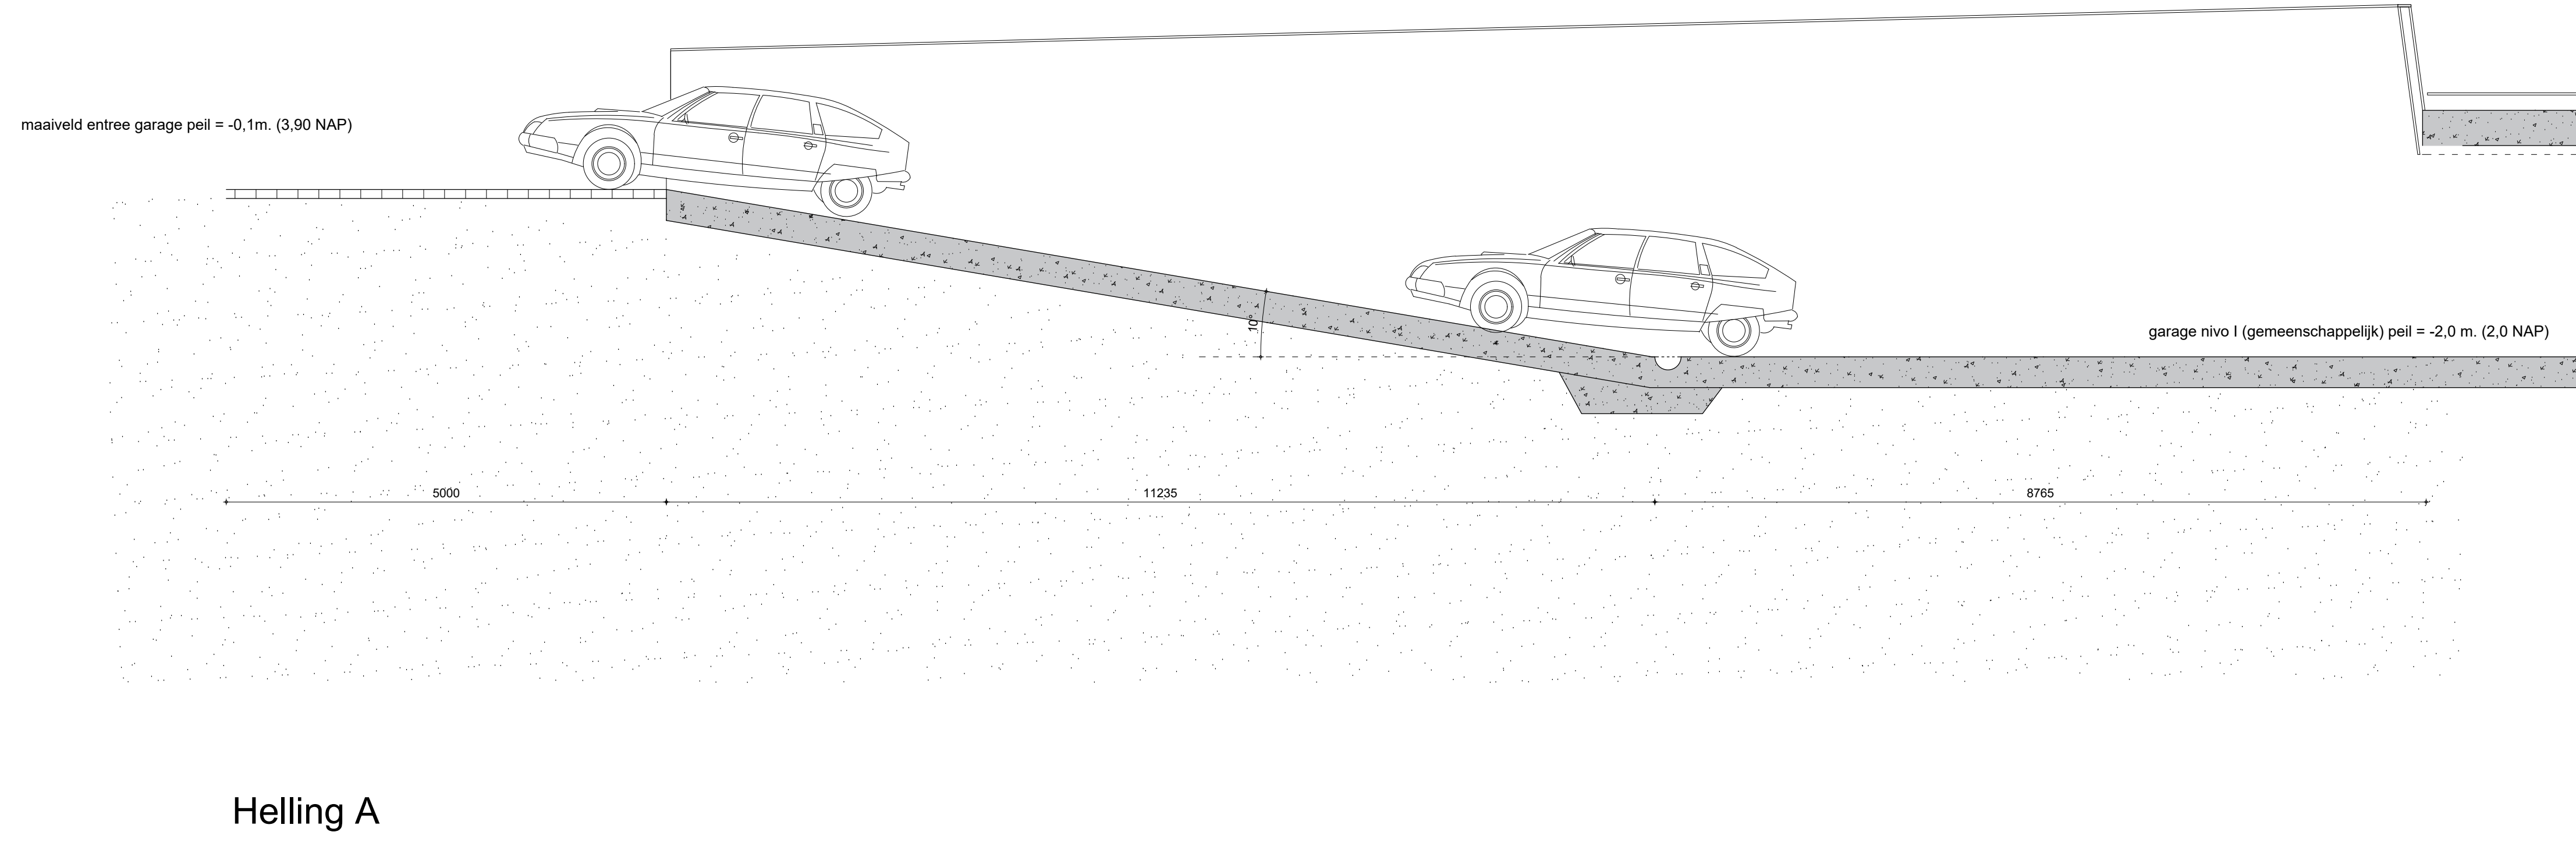 maaiveld entree garage peil = -0,1m. (3,90 NAP)
10°
garage nivo I (gemeenschappelijk) peil = -2,0 m. (2,0 NAP)
5000
11235
8765
Helling A